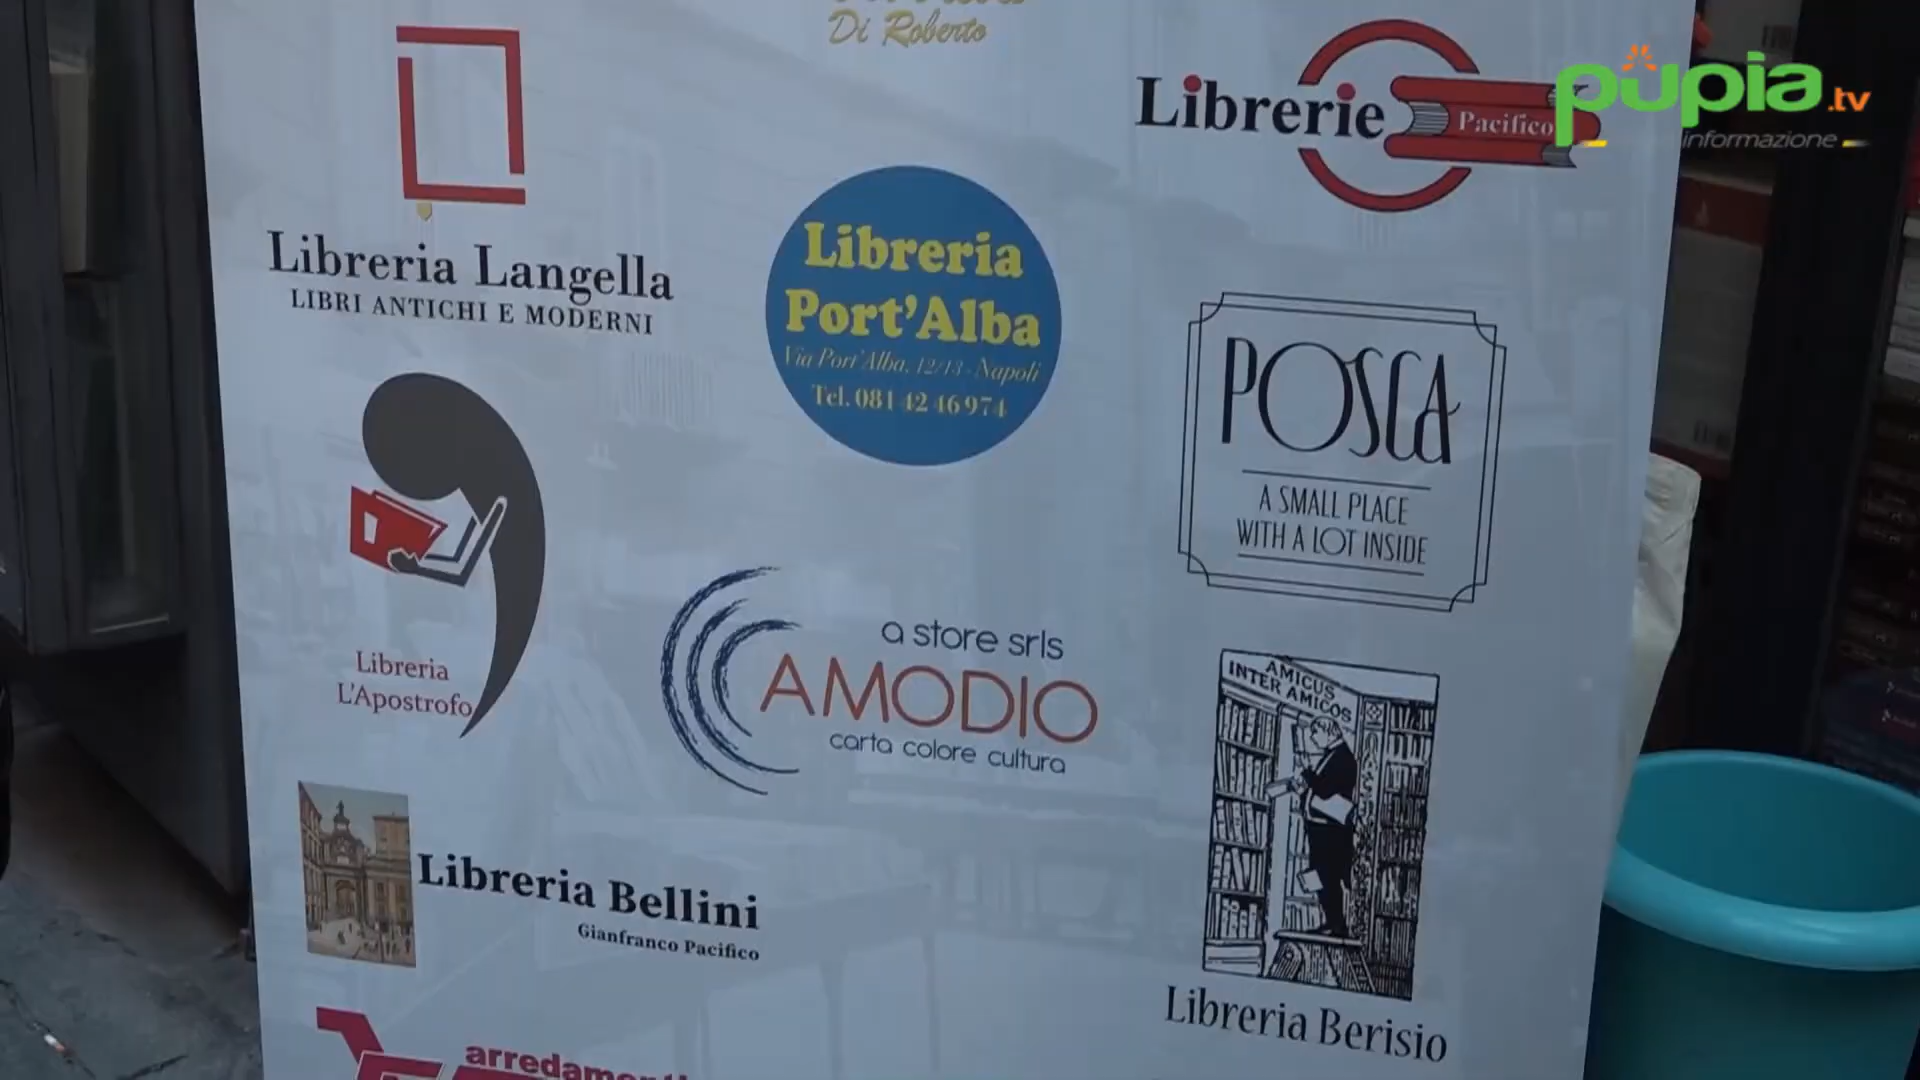 Di Roberto
Librerie
Pacifico
pupia.tv
informazione
Libreria Langella
LIBRI ANTICHI E MODERNI
Libreria
Port'Alba
Via Port'Alba, 12/13 - Napoli
Tel. 081 42 46 974
POSCA
A SMALL PLACE
WITH A LOT INSIDE
Libreria
L'Apostrofo
a store srls
AMODIO
carta colore cultura
AMICUS
INTER AMICOS
Libreria Bellini
Gianfranco Pacifico
Libreria Berisio
arredamenti